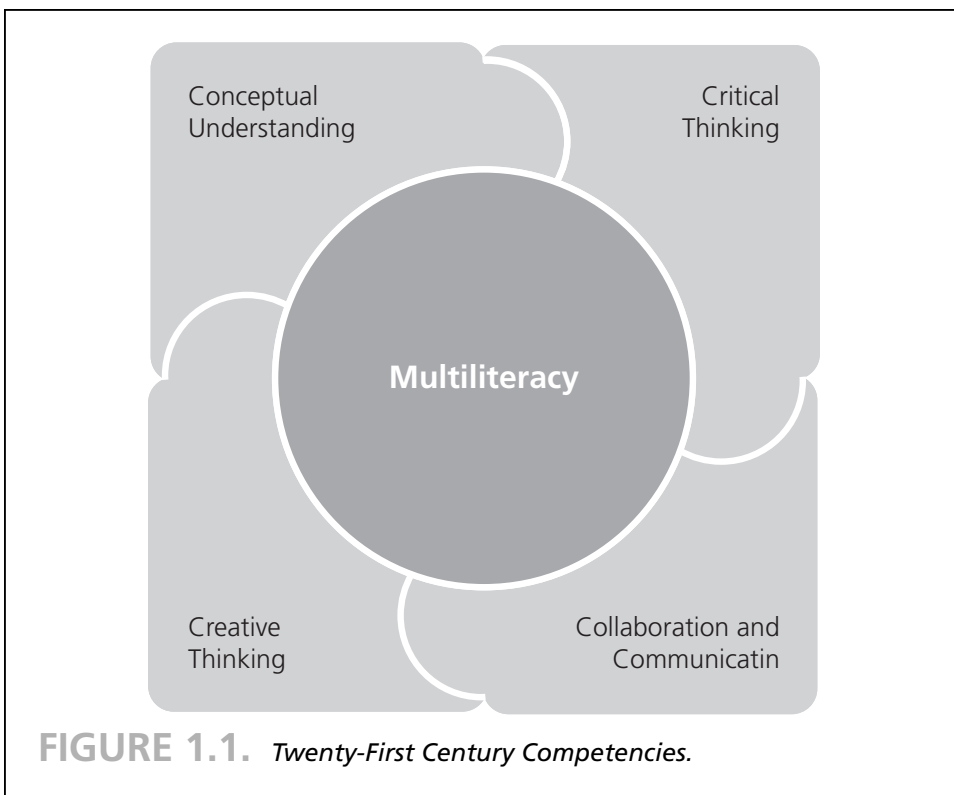 Conceptual
Understanding
Critical
Thinking
Multiliteracy
Creative
Thinking
Collaboration and
Communicatin
FIGURE 1.1. Twenty-First Century Competencies.